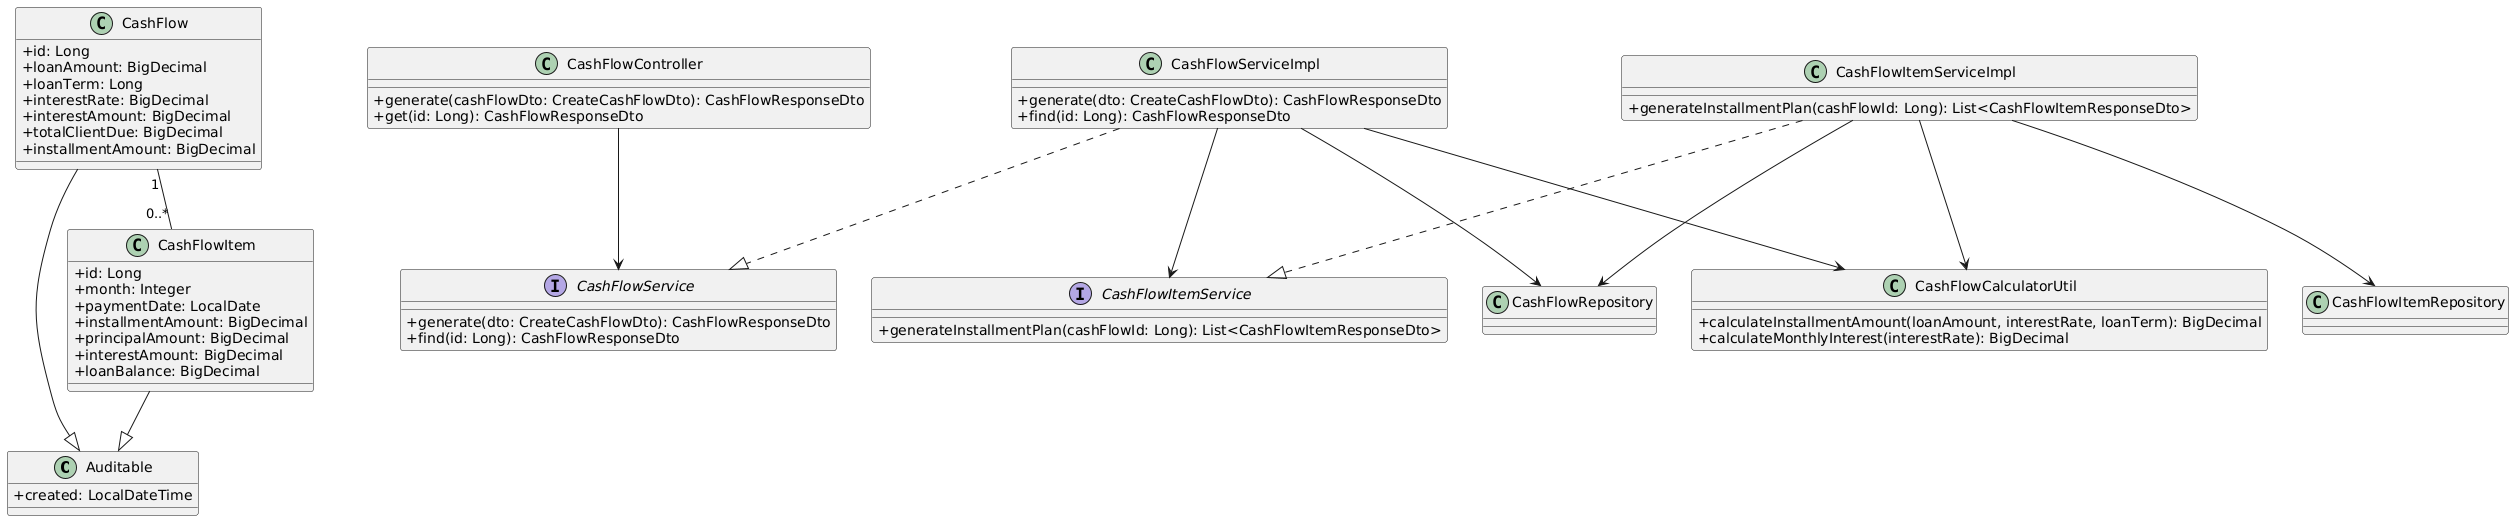 C CashFlow
+id: Long
+loanAmount: BigDecimal
+loanTerm: Long
+interestRate: BigDecimal
+interestAmount: BigDecimal
+totalClientDue: BigDecimal
+installmentAmount: BigDecimal
C CashFlowController
+generate(cashFlowDto: CreateCashFlowDto): CashFlowResponseDto
+get(id: Long): CashFlowResponseDto
C CashFlowServiceImpl
+generate(dto: CreateCashFlowDto): CashFlowResponseDto
+find(id: Long): CashFlowResponseDto
C CashFlowItemServiceImpl
+generateInstallmentPlan(cashFlowId: Long): List<CashFlowItemResponseDto>
1
0..*
C CashFlowItem
+id: Long
+month: Integer
+paymentDate: LocalDate
+installmentAmount: BigDecimal
+principalAmount: BigDecimal
+interestAmount: BigDecimal
+loanBalance: BigDecimal
I CashFlowService
+generate(dto: CreateCashFlowDto): CashFlowResponseDto
+find(id: Long): CashFlowResponseDto
I CashFlowItemService
+generateInstallmentPlan(cashFlowId: Long): List<CashFlowItemResponseDto>
C CashFlowRepository
C CashFlowCalculatorUtil
+calculateInstallmentAmount(loanAmount, interestRate, loanTerm): BigDecimal
+calculateMonthlyInterest(interestRate): BigDecimal
C CashFlowItemRepository
C Auditable
+created: LocalDateTime